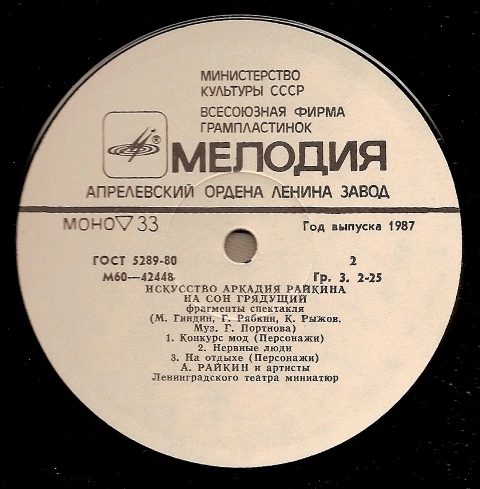 МИНИСТЕРСТВО
КУЛЬТУРЫ СССР
ВСЕСОЮЗНАЯ ФИРМА
ГРАМПЛАСТИНОК
МЕЛОДИЯ
АПРЕЛЕВСКИЙ ОРДЕНА ЛЕНИНА ЗАВОД
МОНО▽33 Год выпуска 1987
ГОСТ 5289-80 2
М60—42448 Гр. 3. 2-25
ИСКУССТВО АРКАДИЯ РАЙКИНА
НА СОН ГРЯДУЩИЙ
фрагменты спектакля
(М. Гиндин, Г. Рябкин, К. Рыжов.
Муз. Г. Портнова)
1. Конкурс мод (Персонажи)
2. Нервные люди
3. На отдыхе (Персонажи)
А. РАЙКИН и артисты
Ленинградского театра миниатюр